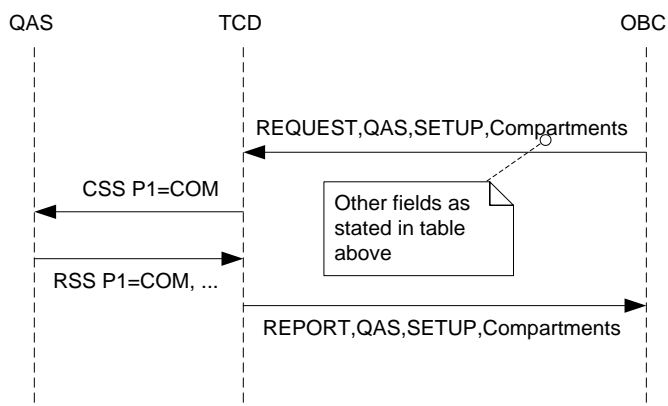 QAS TCD OBC
REQUEST,QAS,SETUP,Compartments
CSS P1=COM
Other fields as
stated in table
above
RSS P1=COM, ...
REPORT,QAS,SETUP,Compartments